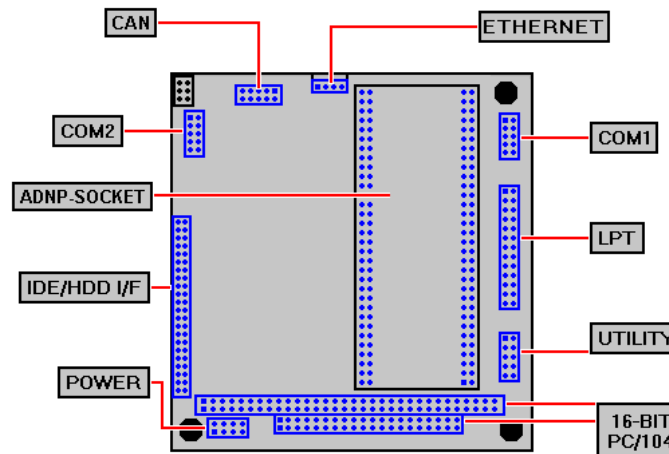 CAN
ETHERNET
COM2
COM1
ADNP-SOCKET
LPT
IDE/HDD I/F
UTILITY
POWER
16-BIT
PC/104